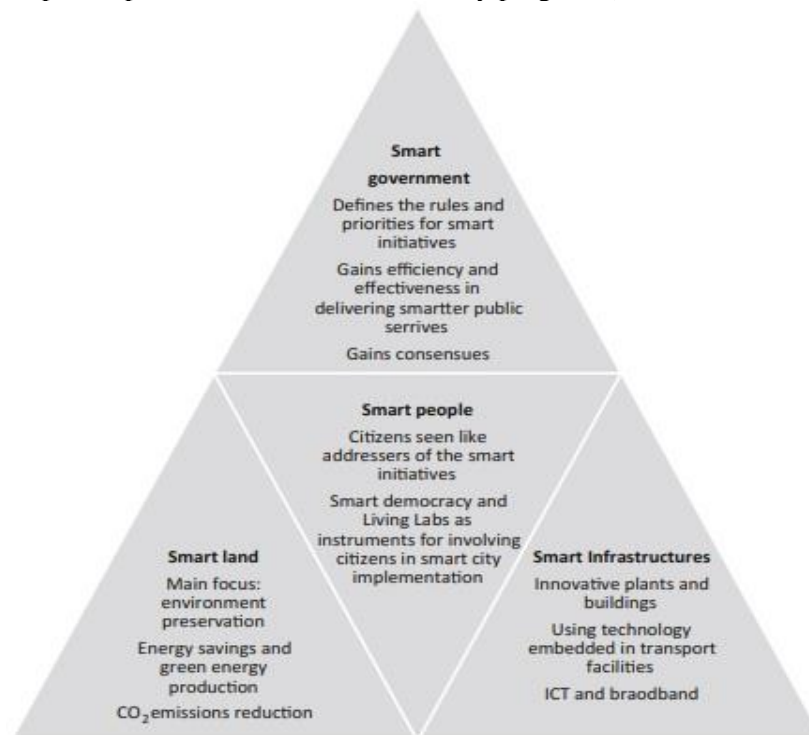 Smart
government
Defines the rules and
priorities for smart
initiatives
Gains efficiency and
effectiveness in
delivering smartter public
serrives
Gains consensues
Smart people
Citizens seen like
addressers of the smart
initiatives
Smart democracy and
Living Labs as
instruments for involving
citizens in smart city
implementation
Smart land
Main focus:
environment
preservation
Energy savings and
green energy
production
CO₂ emissions reduction
Smart Infrastructures
Innovative plants and
buildings
Using technology
embedded in transport
facilities
ICT and braodband